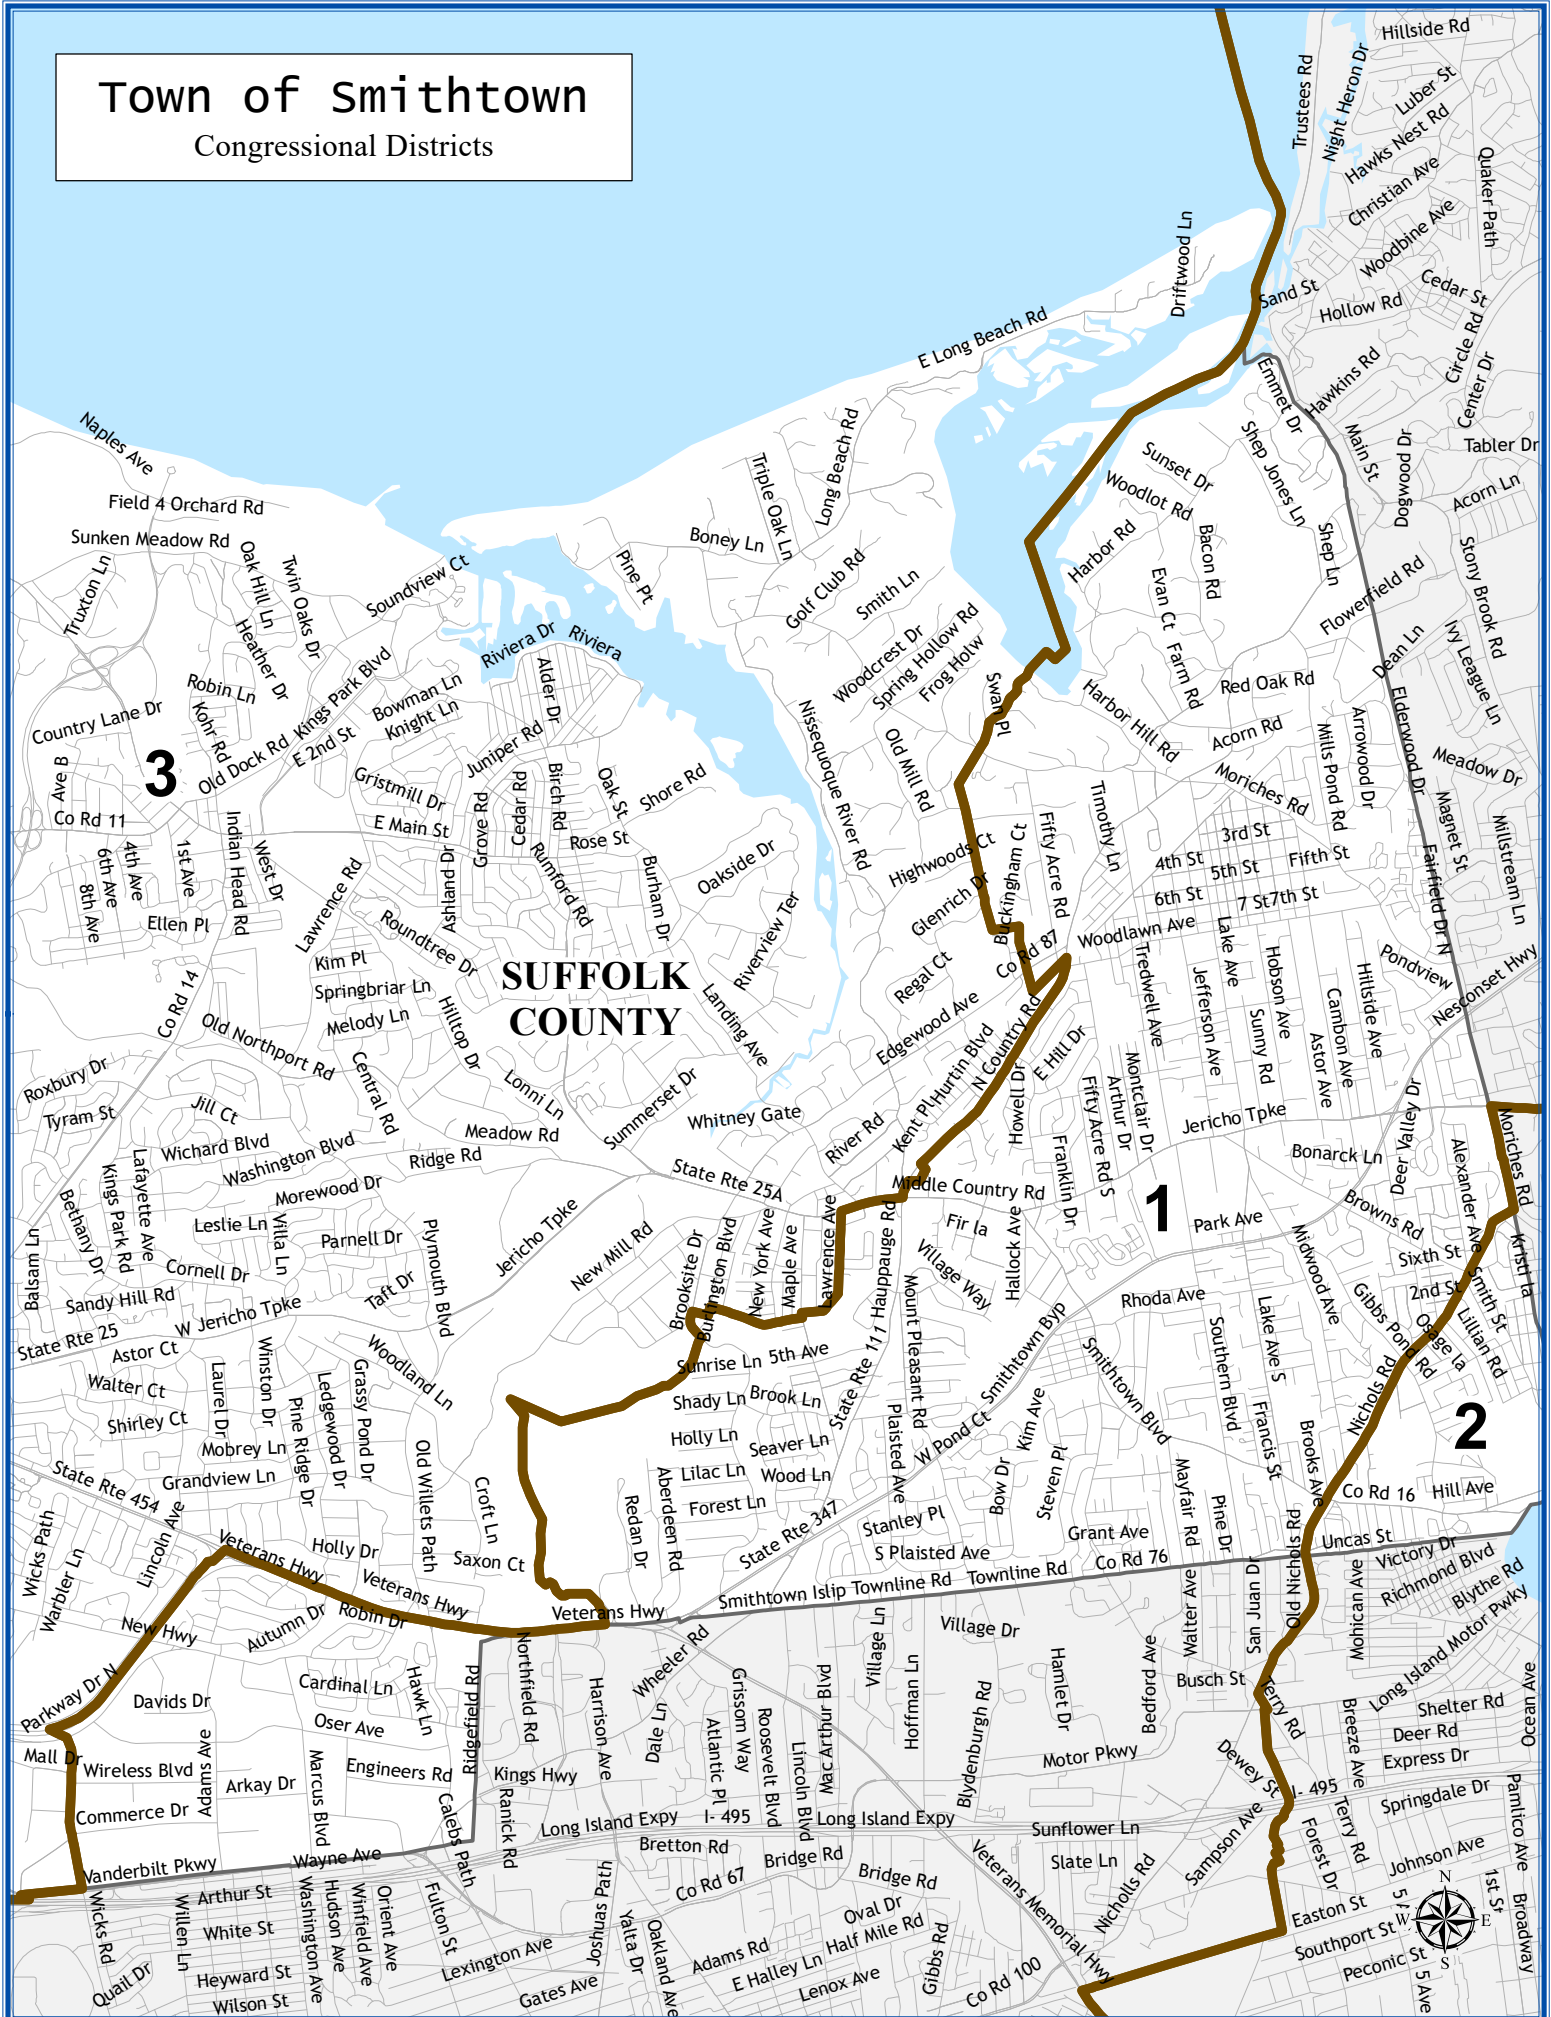 Town of Smithtown
Congressional Districts
Hillside Rd
Trustees Rd
Night Heron Dr
Luber St
Hawks Nest Rd
Christian Ave
Quaker Path
Woodbine Ave
Driftwood Ln
Sand St
Cedar St
Hollow Rd
E Long Beach Rd
Circle Rd
Center Dr
Hawkins Rd
Emmet Dr
Naples Ave
Triple Oak Ln
Long Beach Rd
Shep Jones Ln
Main St
Dogwood Dr
Tabler Dr
Sunset Dr
Woodlot Rd
Acorn Ln
Field 4 Orchard Rd
Sunken Meadow Rd
Boney Ln
Harbor Rd
Bacon Rd
Shep Ln
Stony Brook Rd
Truxton Ln
Oak Hill Ln
Twin Oaks Dr
Soundview Ct
Pine Pt
Golf Club Rd
Smith Ln
Evan Ct
Flowerfield Rd
Heather Dr
Riviera Dr
Riviera
Woodcrest Dr
Spring Hollow Rd
Frog Holw
Farm Rd
Dean Ln
Ivy League Ln
Robin Ln
Kings Park Blvd
Bowman Ln
Knight Ln
Alder Dr
Swan Pl
Harbor Hill Rd
Red Oak Rd
Elderwood Dr
Country Lane Dr
Kohr Rd
Old Dock Rd
E 2nd St
Juniper Rd
Nissequoque River Rd
Old Mill Rd
Acorn Rd
Mills Pond Rd
Arrowood Dr
Meadow Dr
3
Ave B
Gristmill Dr
Grove Rd
Cedar Rd
Birch Rd
Oak St
Shore Rd
Timothy Ln
Moriches Rd
Magnet St
Millstream Ln
Co Rd 11
E Main St
Rose St
3rd St
4th St
5th St
Fifth St
Fairfield Dr N
6th Ave
4th Ave
1st Ave
Indian Head Rd
West Dr
Lawrence Rd
Ashland Dr
Rumford Rd
Burham Dr
Oakside Dr
Highwoods Ct
Buckingham Ct
Fifty Acre Rd
8th Ave
Ellen Pl
Roundtree Dr
Riverview Ter
Glenrich Dr
6th St
7 St
7th St
Woodlawn Ave
Lake Ave
Kim Pl
SUFFOLK
COUNTY
Springbriar Ln
Landing Ave
Regal Ct
Co Rd 87
Tredwell Ave
Jefferson Ave
Hobson Ave
Hillside Ave
Pondview
Nesconset Hwy
Co Rd 14
Old Northport Rd
Melody Ln
Hilltop Dr
Edgewood Ave
Hurtin Blvd
N Country Rd
E Hill Dr
Sunny Rd
Cambon Ave
Astor Ave
Roxbury Dr
Tyram St
Jill Ct
Central Rd
Lonni Ln
Summerset Dr
Whitney Gate
River Rd
Kent Pl
Howell Dr
Fifty Acre Rd S
Arthur Dr
Montclair Dr
Jericho Tpke
Deer Valley Dr
Moriches Rd
Wichard Blvd
Washington Blvd
Meadow Rd
Ridge Rd
State Rte 25A
Middle Country Rd
Franklin Dr
1
Bonarck Ln
Alexander Ave
Lafayette Ave
Kings Park Rd
Bethany Dr
Morewood Dr
Leslie Ln
Villa Ln
Parnell Dr
Plymouth Blvd
Jericho Tpke
New Mill Rd
Brookside Dr
Burlington Blvd
New York Ave
Maple Ave
Lawrence Ave
Hauppauge Rd
Fir la
Village Way
Hallock Ave
Park Ave
Browns Rd
Midwood Ave
Sixth St
Kristi la
Balsam Ln
Cornell Dr
Sandy Hill Rd
W Jericho Tpke
Taft Dr
State Rte 25
Astor Ct
Rhoda Ave
2nd St
Smith St
Gibbs Pond Rd
Osage la
Lillian Rd
Mount Pleasant Rd
Smithtown Byp
Smithtown Blvd
Southern Blvd
Lake Ave S
Walter Ct
Shirley Ct
Laurel Dr
Winston Dr
Pine Ridge Dr
Ledgewood Dr
Grassy Pond Dr
Woodland Ln
Sunrise Ln
5th Ave
State Rte 111
Shady Ln
Brook Ln
Holly Ln
Seaver Ln
Lilac Ln
Wood Ln
Forest Ln
Plaisted Ave
W Pond Ct
Kim Ave
Bow Dr
Steven Pl
Francis St
Brooks Ave
Nichols Rd
2
Mobrey Ln
Grandview Ln
State Rte 454
Old Willets Path
Croft Ln
Redan Dr
Aberdeen Rd
State Rte 347
Stanley Pl
S Plaisted Ave
Grant Ave
Mayfair Rd
Pine Dr
Co Rd 16
Hill Ave
Uncas St
Wicks Path
Warbler Ln
Lincoln Ave
Veterans Hwy
Holly Dr
Veterans Hwy
Saxon Ct
Veterans Hwy
Smithtown Islip Townline Rd
Townline Rd
Co Rd 76
Old Nichols Rd
Victory Dr
Richmond Blvd
Blythe Rd
New Hwy
Autumn Dr
Robin Dr
Northfield Rd
Wheeler Rd
Village Ln
Village Dr
Walter Ave
San Juan Dr
Mohican Ave
Long Island Motor Pwky
Parkway Dr N
Davids Dr
Cardinal Ln
Hawk Ln
Ridgefield Rd
Harrison Ave
Dale Ln
Grissom Way
Atlantic Pl
Roosevelt Blvd
Lincoln Blvd
Mac Arthur Blvd
Hoffman Ln
Blydenburgh Rd
Hamlet Dr
Bedford Ave
Busch St
Terry Rd
Shelter Rd
Deer Rd
Express Dr
Ocean Ave
Breeze Ave
Mall Dr
Wireless Blvd
Adams Ave
Oser Ave
Engineers Rd
Arkay Dr
Marcus Blvd
Commerce Dr
Kings Hwy
Ranick Rd
Calebs Path
Motor Pkwy
Dewey St
I- 495
Springdale Dr
Pamlico Ave
Long Island Expy
I- 495
Long Island Expy
Sunflower Ln
Sampson Ave
Forest Dr
Terry Rd
Vanderbilt Pkwy
Wayne Ave
Bretton Rd
Bridge Rd
Bridge Rd
Slate Ln
Nicholls Rd
Johnson Ave
1st St
Broadway
Wicks Rd
Arthur St
Willen Ln
White St
Washington Ave
Hudson Ave
Winfield Ave
Orient Ave
Fulton St
Lexington Ave
Joshuas Path
Yalta Dr
Oakland Ave
Co Rd 67
Oval Dr
Half Mile Rd
Gibbs Rd
Veterans Memorial Hwy
Easton St
Southport St
Peconic St
5 Ave
N
W
E
S
Quail Dr
Heyward St
Wilson St
Gates Ave
Adams Rd
E Halley Ln
Lenox Ave
Co Rd 100